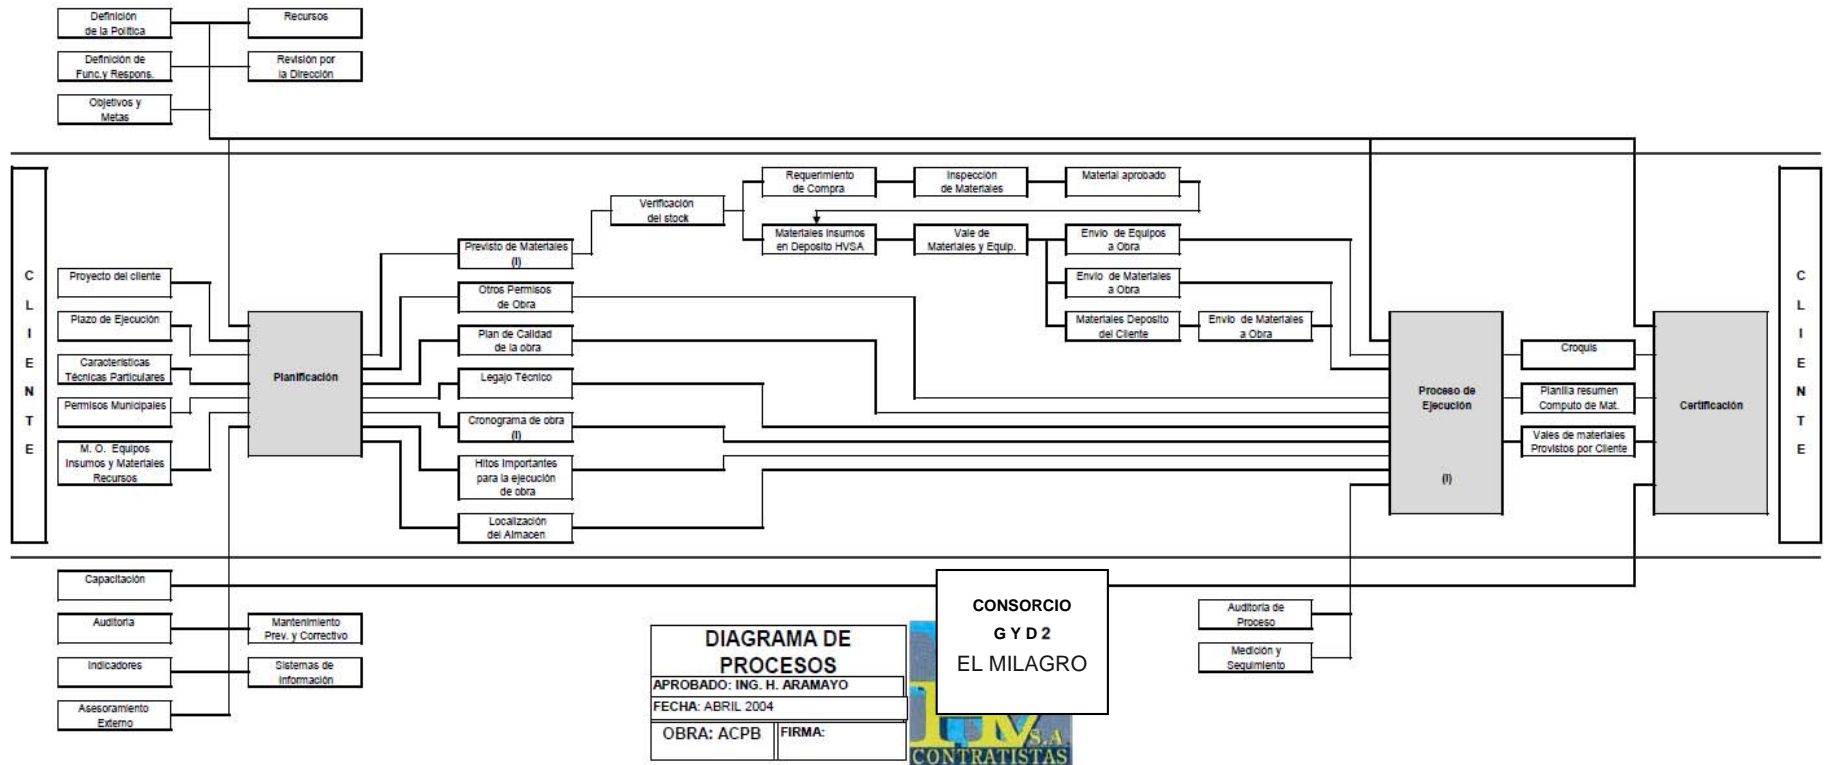 Definición
de la Política
Recursos
Definición de
Func.y Respons.
Revisión por
la Dirección
Objetivos y
Metas
C
L
I
E
N
T
E
Proyecto del cliente
Plazo de Ejecución
Características
Técnicas Particulares
Permisos Municipales
M. O. Equipos
Insumos y Materiales
Recursos
Planificación
Previsto de Materiales
(I)
Otros Permisos
de Obra
Plan de Calidad
de la obra
Legajo Técnico
Cronograma de obra
(I)
Hitos Importantes
para la ejecución
de obra
Localización
del Almacen
Verificación
del stock
Requerimiento
de Compra
Inspección
de Materiales
Material aprobado
Materiales Insumos
en Deposito HVSA
Vale de
Materiales y Equip.
Envio de Equipos
a Obra
Envio de Materiales
a Obra
Materiales Deposito
del Cliente
Envio de Materiales
a Obra
Proceso de
Ejecución
(I)
Croquis
Planilla resumen
Computo de Mat.
Vales de materiales
Provistos por Cliente
Certificación
C
L
I
E
N
T
E
Capacitación
Auditoria
Mantenimiento
Prev. y Correctivo
Indicadores
Sistemas de
Información
Asesoramiento
Externo
Auditoria de
Proceso
Medición y
Sequimiento
DIAGRAMA DE
PROCESOS
APROBADO: ING. H. ARAMAYO
FECHA: ABRIL 2004
OBRA: ACPB
FIRMA:
CONSORCIO
G Y D 2
EL MILAGRO
S.A.
CONTRATISTAS